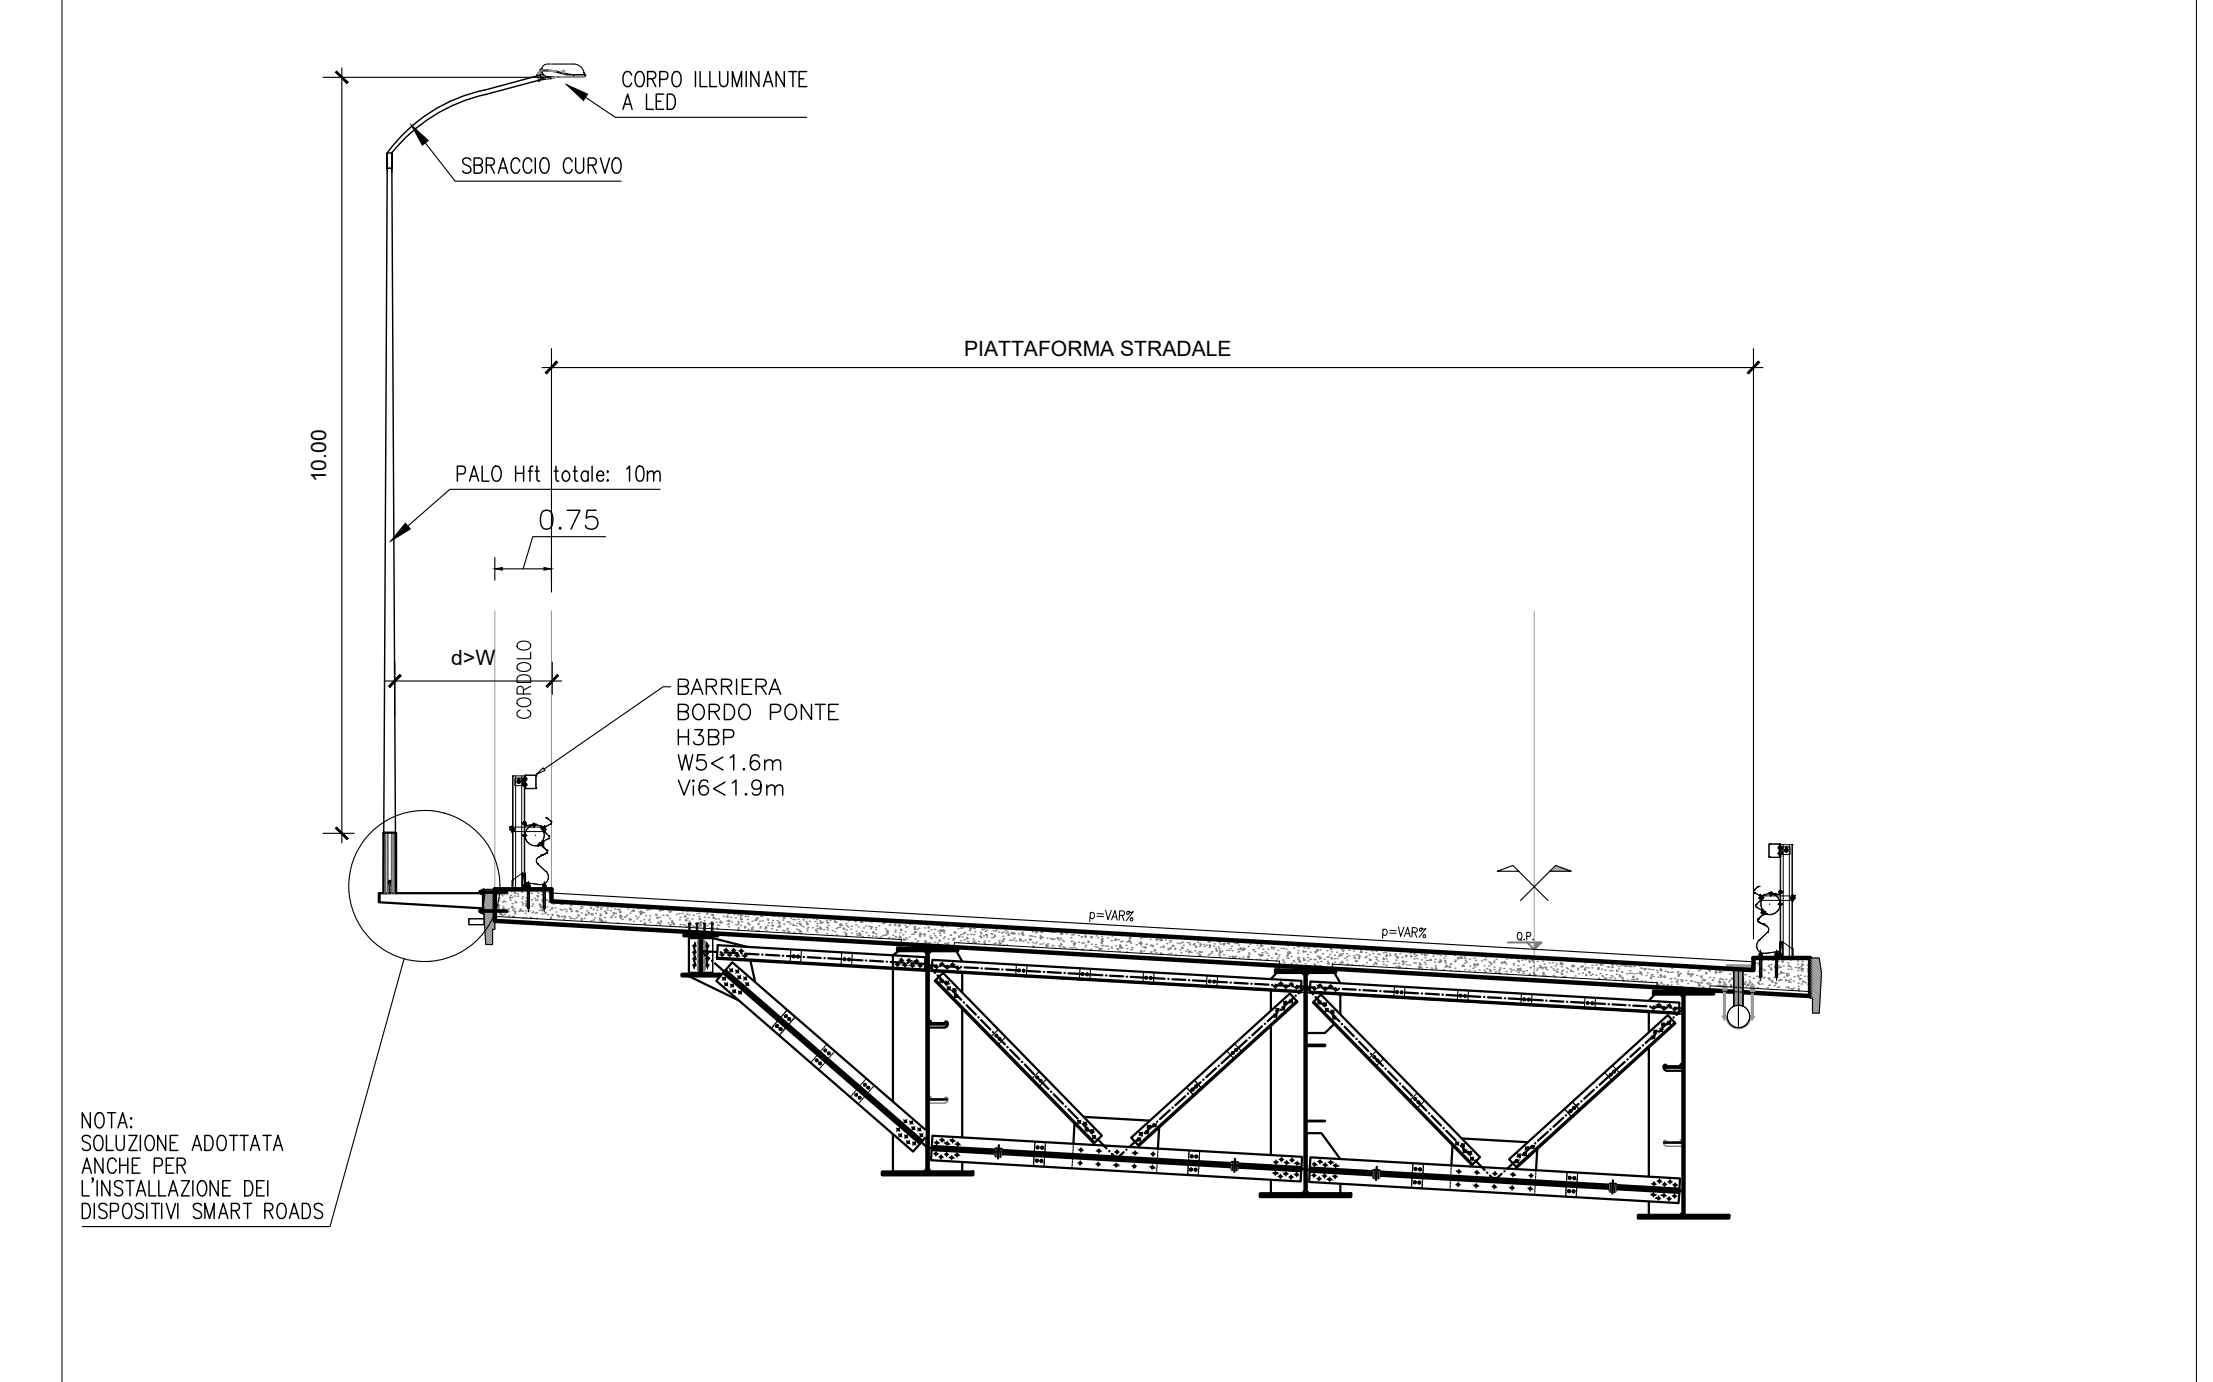 CORPO ILLUMINANTE
A LED
SBRACCIO CURVO
PIATTAFORMA STRADALE
10.00
PALO Hft totale: 10m
0.75
CORDOLO
d>W
BARRIERA
BORDO PONTE
H3BP
W5<1.6m
Vi6<1.9m
p=VAR%
p=VAR%
Q.P.
NOTA:
SOLUZIONE ADOTTATA
ANCHE PER
L'INSTALLAZIONE DEI
DISPOSITIVI SMART ROADS